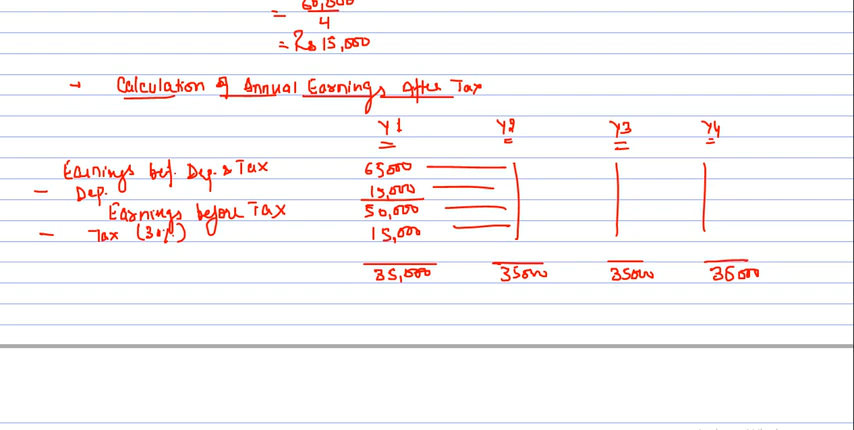 = 60,000
4
= Rs 15,000
→ Calculation of Annual Earnings After Tax
Y1 Y2 Y3 Y4
Earnings bef. Dep. & Tax 65,000
- Dep. 15,000
Earnings before Tax 50,000
- Tax (30%) 15,000
35,000 35000 35000 35000